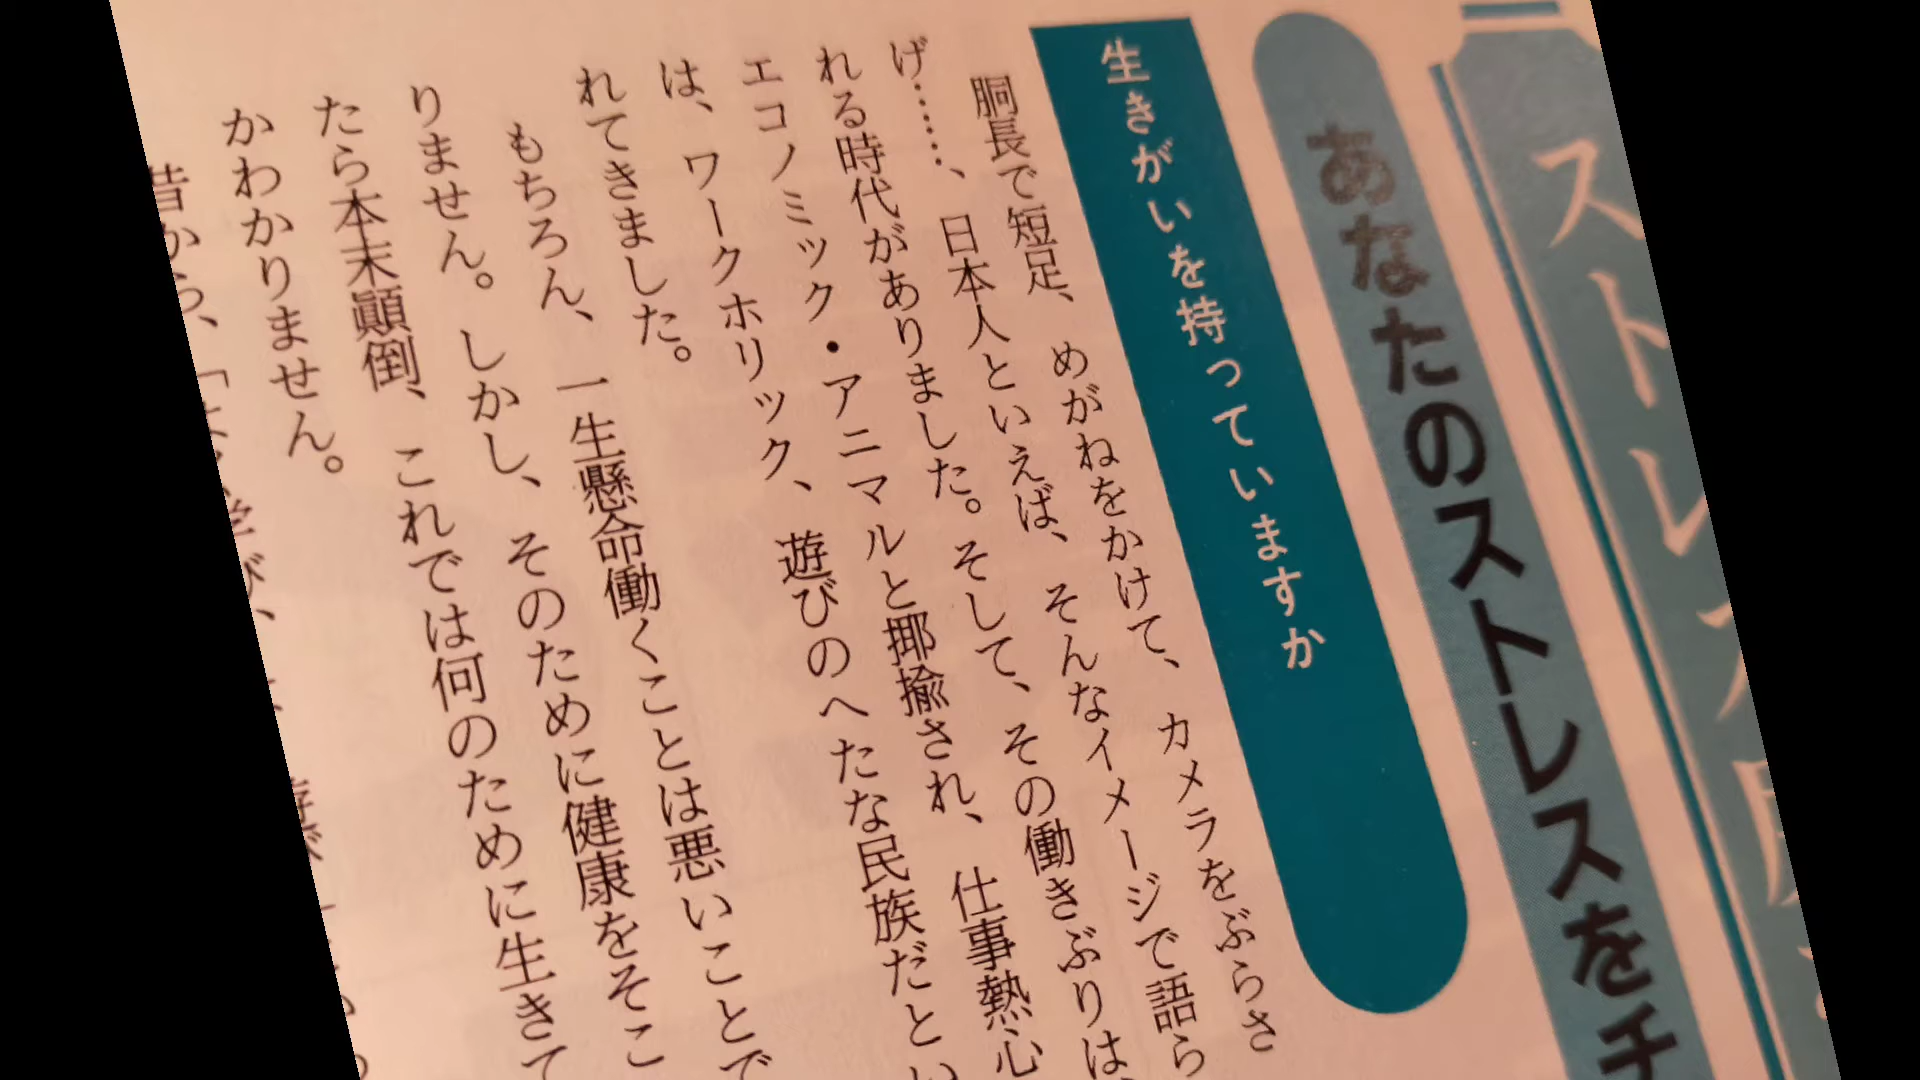 ストレス
あなたのストレスをチ
生きがいを持っていますか
胴長で短足、めがねをかけて、カメラをぶらさ
げ……、日本人といえば、そんなイメージで語ら
れる時代がありました。そして、その働きぶりは
エコノミック・アニマルと揶揄され、仕事熱心
は、ワークホリック、遊びのへたな民族だとい
れてきました。
もちろん、一生懸命働くことは悪いことで
りません。しかし、そのために健康をそこ
たら本末顚倒、これでは何のために生きて
かわかりません。
昔から、